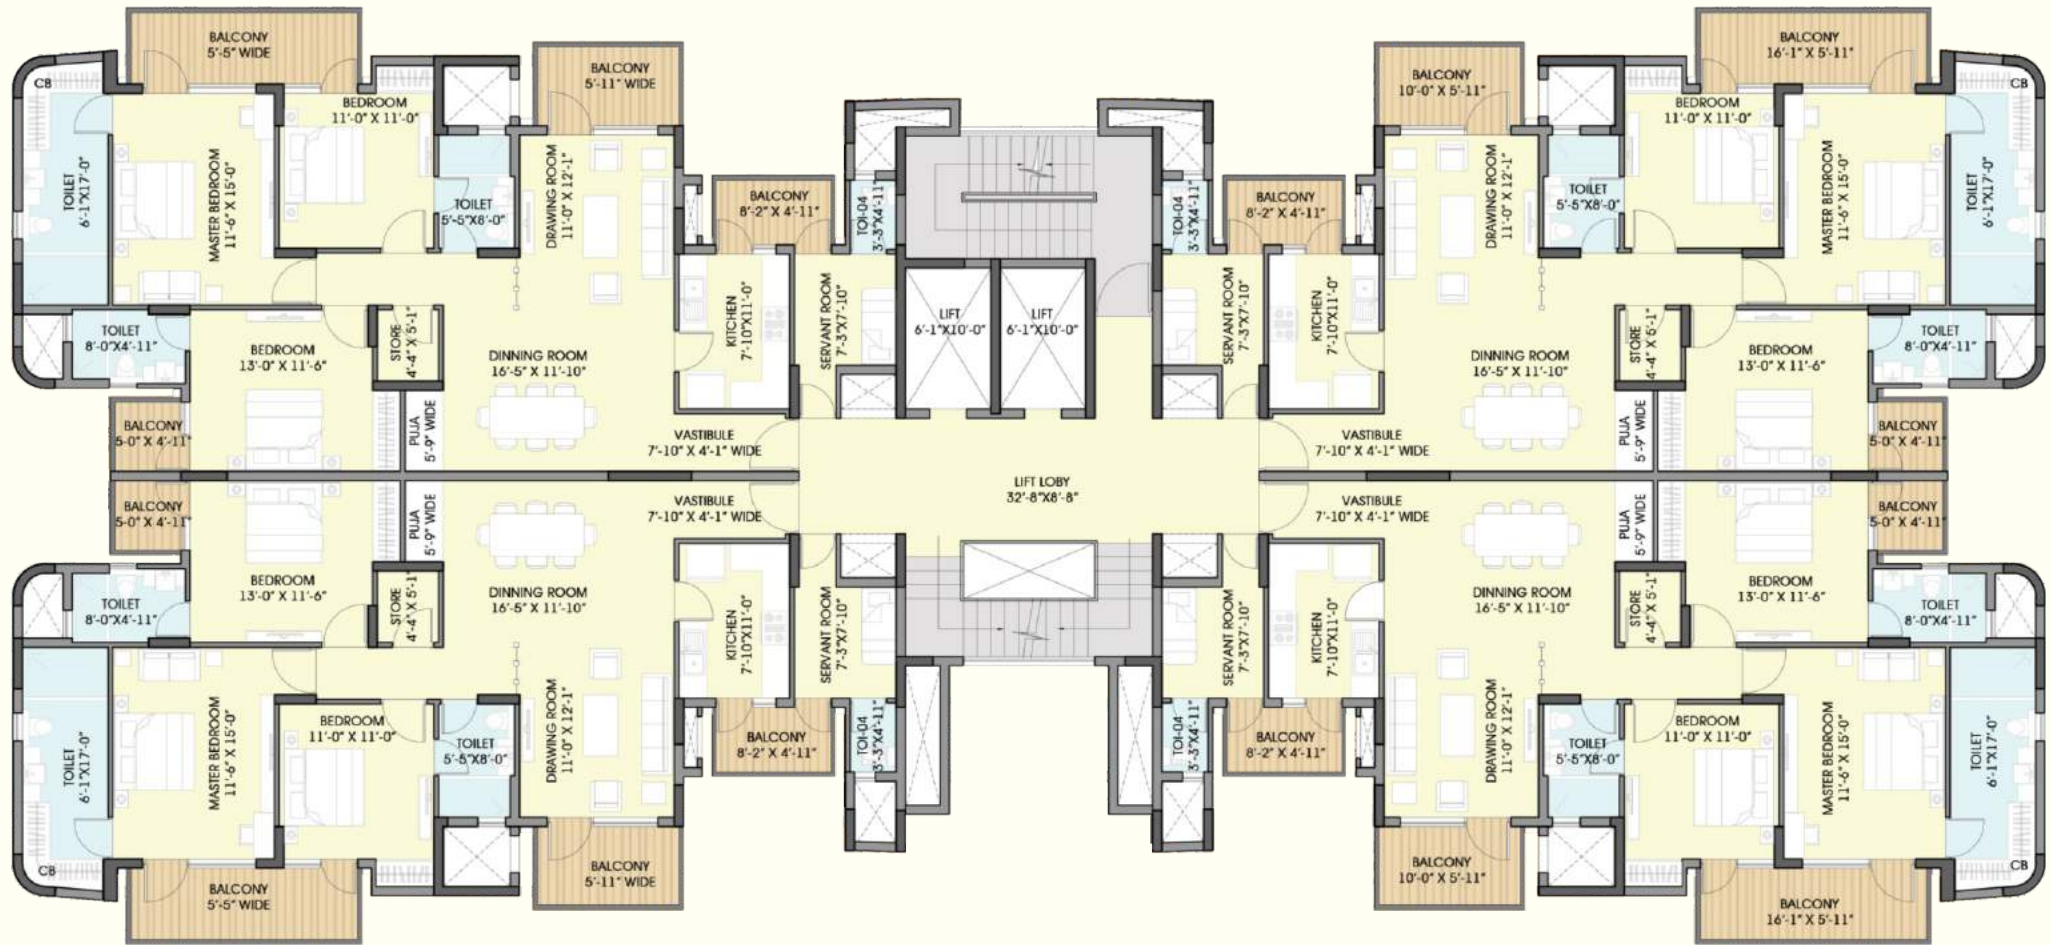 BALCONY
5'-5" WIDE
BALCONY
5'-11" WIDE
CB
BEDROOM
11'-0" X 11'-0"
TOILET
6'-1"X17'-0"
MASTER BEDROOM
11'-6" X 15'-0"
TOILET
5'-5"X8'-0"
DRAWING ROOM
11'-0" X 12'-1"
BALCONY
8'-2" X 4'-11"
TOI-04
3'-3"X4'-11"
TOILET
8'-0"X4'-11"
BEDROOM
13'-0" X 11'-6"
STORE
4'-4" X 5'-1"
DINNING ROOM
16'-5" X 11'-10"
KITCHEN
7'-10"X11'-0"
SERVANT ROOM
7'-3"X7'-10"
BALCONY
5-0" X 4'-11"
PUJA
5'-9" WIDE
VASTIBULE
7'-10" X 4'-1" WIDE
LIFT
6'-1"X10'-0"
LIFT
6'-1"X10'-0"
BALCONY
10'-0" X 5'-11"
BALCONY
16'-1" X 5'-11"
CB
BEDROOM
11'-0" X 11'-0"
TOI-04
3'-3"X4'-11"
BALCONY
8'-2" X 4'-11"
DRAWING ROOM
11'-0" X 12'-1"
TOILET
5'-5"X8'-0"
MASTER BEDROOM
11'-6" X 15'-0"
TOILET
6'-1"X17'-0"
SERVANT ROOM
7'-3"X7'-10"
KITCHEN
7'-10"X11'-0"
DINNING ROOM
16'-5" X 11'-10"
STORE
4'-4" X 5'-1"
BEDROOM
13'-0" X 11'-6"
TOILET
8'-0"X4'-11"
VASTIBULE
7'-10" X 4'-1" WIDE
PUJA
5'-9" WIDE
BALCONY
5-0" X 4'-11"
LIFT LOBY
32'-8"X8'-8"
BALCONY
5-0" X 4'-11"
PUJA
5'-9" WIDE
VASTIBULE
7'-10" X 4'-1" WIDE
BEDROOM
13'-0" X 11'-6"
TOILET
8'-0"X4'-11"
STORE
4'-4" X 5'-1"
DINNING ROOM
16'-5" X 11'-10"
KITCHEN
7'-10"X11'-0"
SERVANT ROOM
7'-3"X7'-10"
TOILET
6'-1"X17'-0"
MASTER BEDROOM
11'-6" X 15'-0"
BEDROOM
11'-0" X 11'-0"
TOILET
5'-5"X8'-0"
DRAWING ROOM
11'-0" X 12'-1"
BALCONY
8'-2" X 4'-11"
TOI-04
3'-3"X4'-11"
CB
BALCONY
5'-5" WIDE
BALCONY
5'-11" WIDE
VASTIBULE
7'-10" X 4'-1" WIDE
PUJA
5'-9" WIDE
BALCONY
5-0" X 4'-11"
SERVANT ROOM
7'-3"X7'-10"
KITCHEN
7'-10"X11'-0"
DINNING ROOM
16'-5" X 11'-10"
STORE
4'-4" X 5'-1"
BEDROOM
13'-0" X 11'-6"
TOILET
8'-0"X4'-11"
TOI-04
3'-3"X4'-11"
BALCONY
8'-2" X 4'-11"
DRAWING ROOM
11'-0" X 12'-1"
TOILET
5'-5"X8'-0"
BEDROOM
11'-0" X 11'-0"
MASTER BEDROOM
11'-6" X 15'-0"
TOILET
6'-1"X17'-0"
BALCONY
10'-0" X 5'-11"
CB
BALCONY
16'-1" X 5'-11"